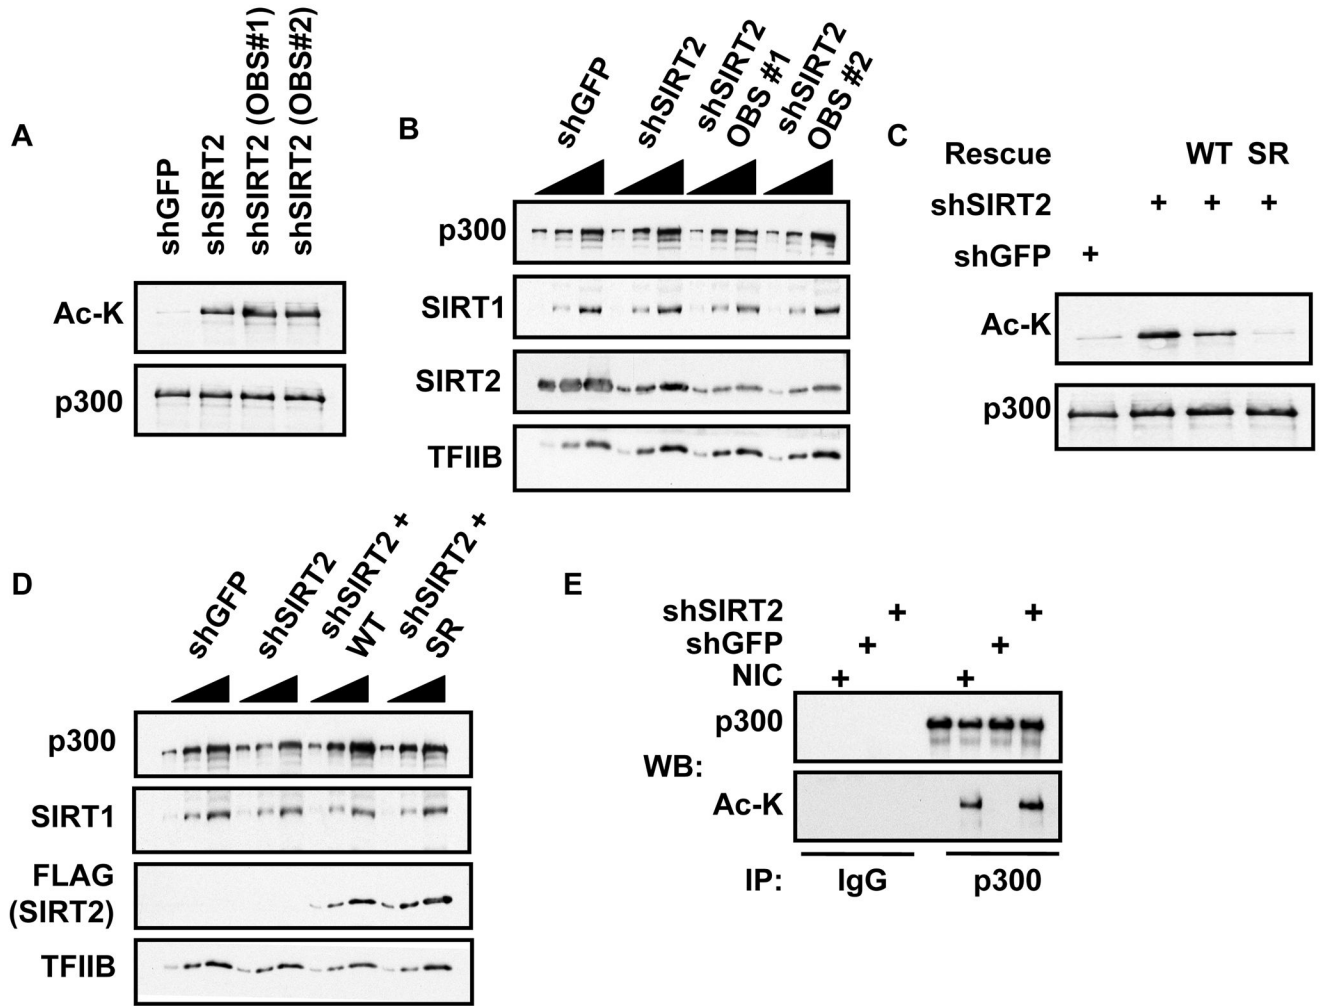 A
shGFP
shSIRT2
shSIRT2 (OBS#1)
shSIRT2 (OBS#2)
Ac-K
p300
B
shGFP
shSIRT2
shSIRT2
OBS #1
shSIRT2
OBS #2
p300
SIRT1
SIRT2
TFIIB
C
Rescue WT SR
shSIRT2 + + +
shGFP +
Ac-K
p300
D
shGFP
shSIRT2
shSIRT2 +
WT
shSIRT2 +
SR
p300
SIRT1
FLAG
(SIRT2)
TFIIB
E
shSIRT2 + +
shGFP + +
NIC + +
p300
WB:
Ac-K
IP: IgG p300